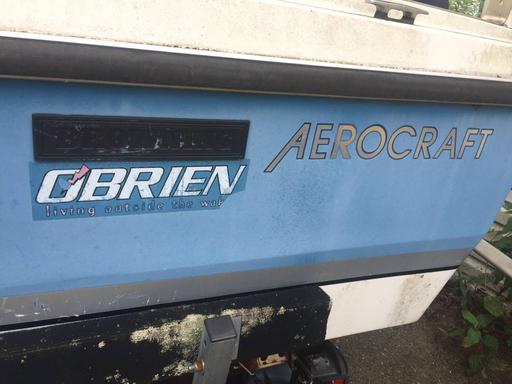 AEROCRAFT
O'BRIEN
living outside the wake